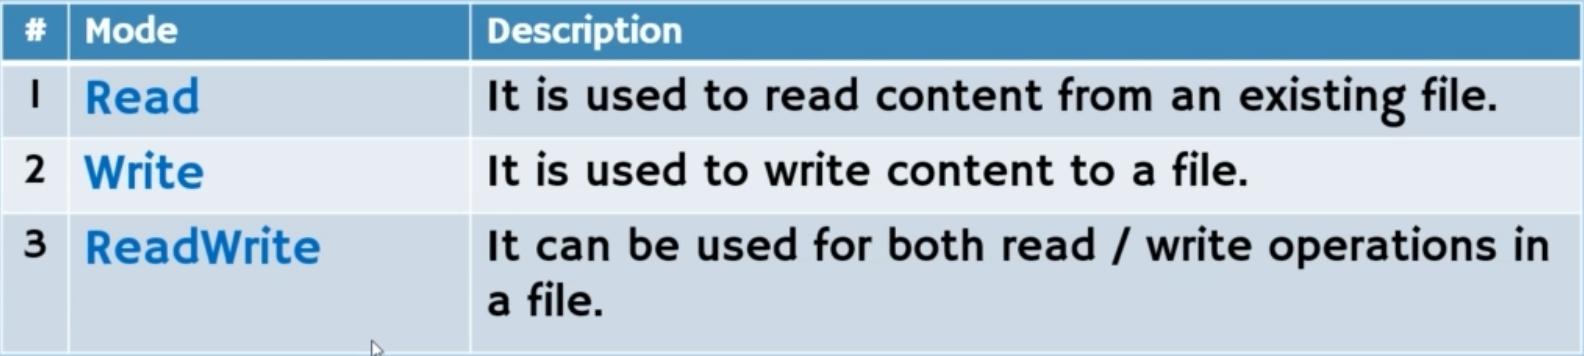 # Mode Description
1 Read It is used to read content from an existing file.
2 Write It is used to write content to a file.
3 ReadWrite It can be used for both read / write operations in
a file.